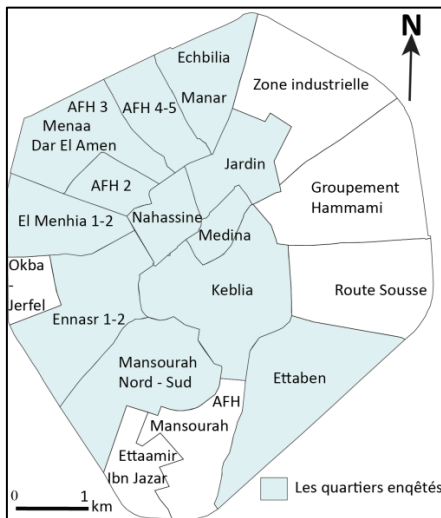 N
Echbilia
Zone industrielle
AFH 3
AFH 4-5
Manar
Menaa
Dar El Amen
Jardin
AFH 2
Groupement
Hammami
El Menhia 1-2
Nahassine
Medina
Okba
-
Jerfel
Keblia
Route Sousse
Ennasr 1-2
Mansourah
Nord - Sud
Ettaben
AFH
Mansourah
Ettaamir
Ibn Jazar
0 1
km
Les quartiers enqêtés